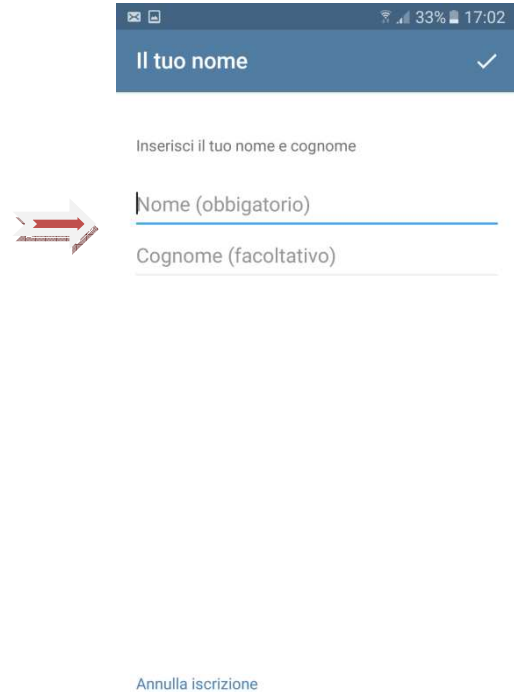 33% 17:02
Il tuo nome
Inserisci il tuo nome e cognome
Nome (obbigatorio)
Cognome (facoltativo)
Annulla iscrizione